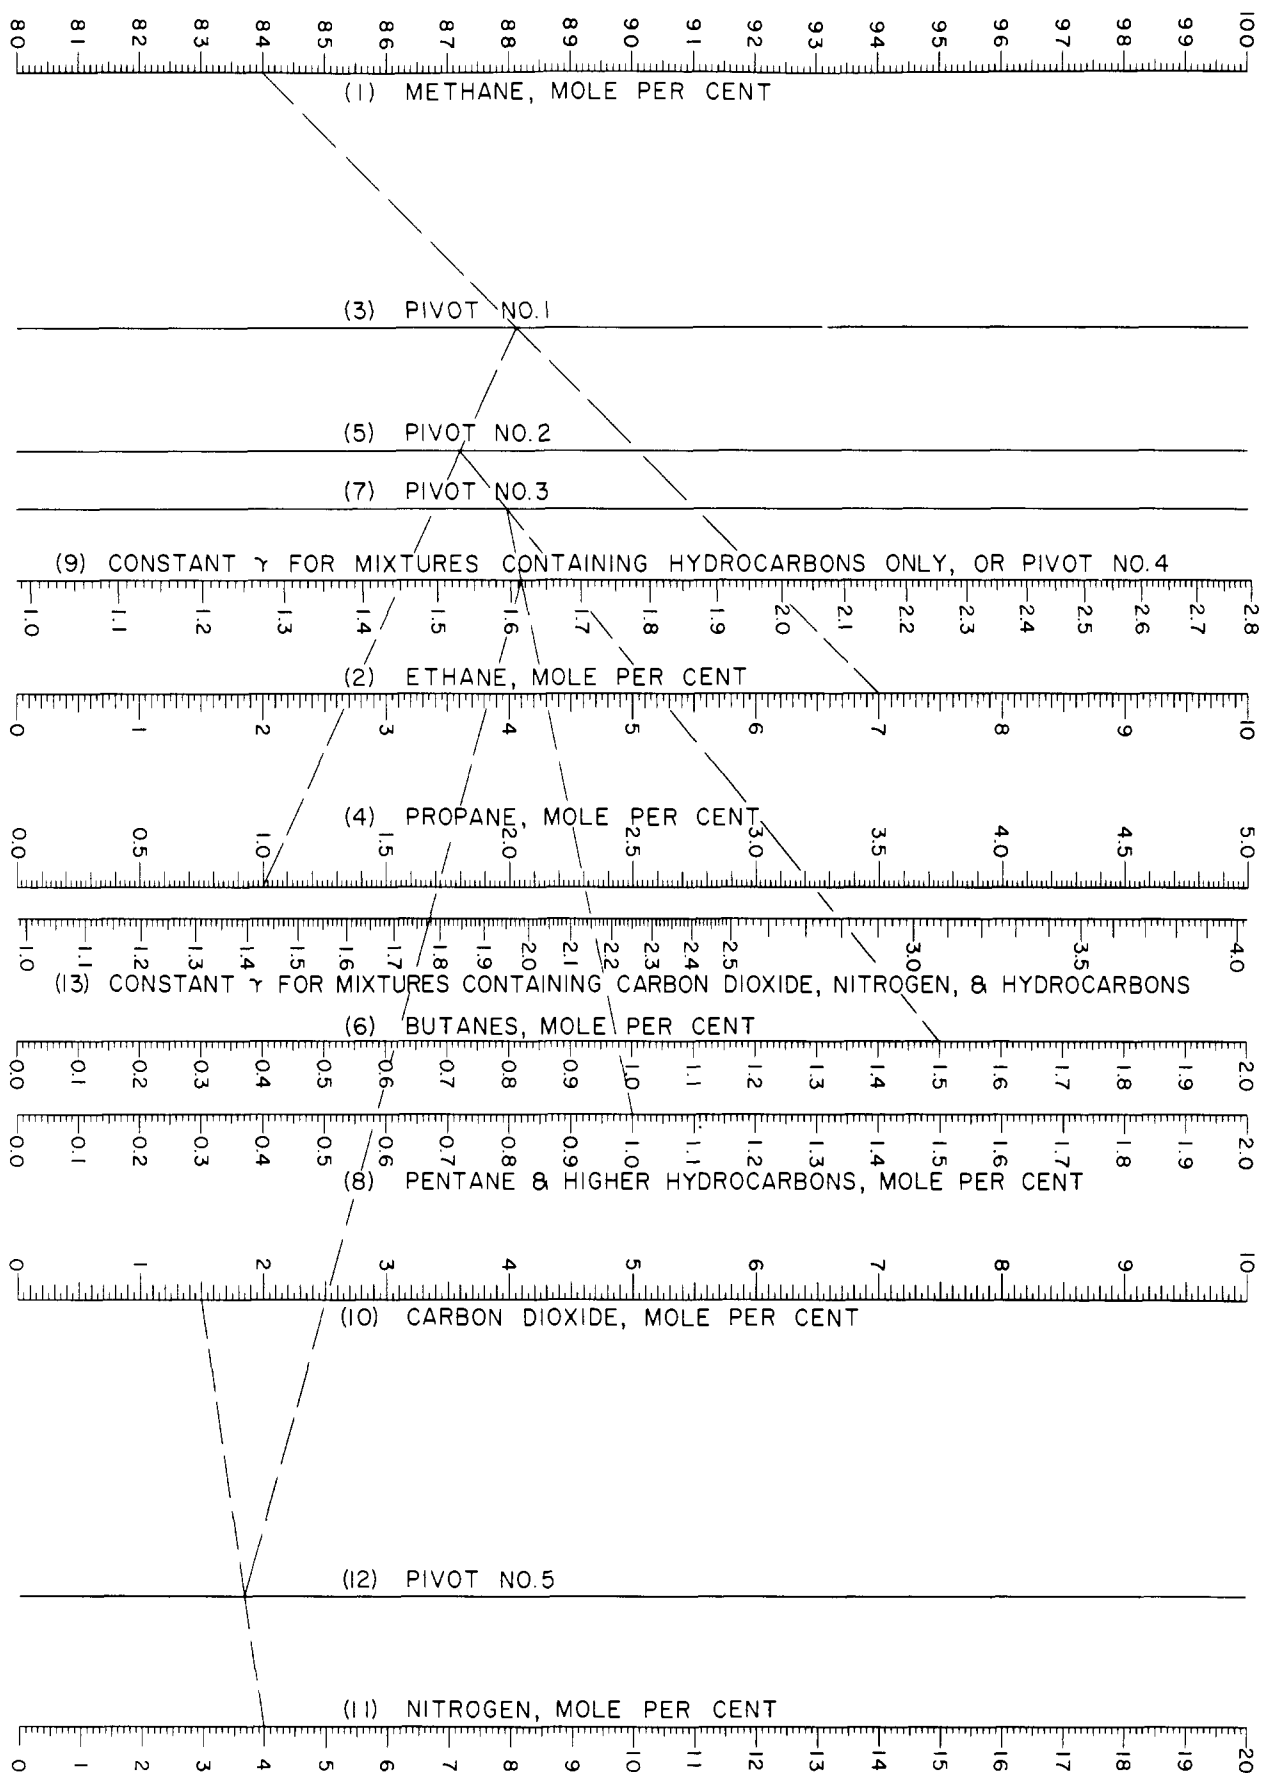 80 81 82 83 84 85 86 87 88 89 90 91 92 93 94 95 96 97 98 99 100
(1) METHANE, MOLE PER CENT
(3) PIVOT NO.1
(5) PIVOT NO.2
(7) PIVOT NO.3
(9) CONSTANT γ FOR MIXTURES CONTAINING HYDROCARBONS ONLY, OR PIVOT NO.4
1.0 1.1 1.2 1.3 1.4 1.5 1.6 1.7 1.8 1.9 2.0 2.1 2.2 2.3 2.4 2.5 2.6 2.7 2.8
(2) ETHANE, MOLE PER CENT
0 1 2 3 4 5 6 7 8 9 10
(4) PROPANE, MOLE PER CENT
0.0 0.5 1.0 1.5 2.0 2.5 3.0 3.5 4.0 4.5 5.0
1.0 1.1 1.2 1.3 1.4 1.5 1.6 1.7 1.8 1.9 2.0 2.1 2.2 2.3 2.4 2.5 3.0 3.5 4.0
(13) CONSTANT γ FOR MIXTURES CONTAINING CARBON DIOXIDE, NITROGEN, & HYDROCARBONS
(6) BUTANES, MOLE PER CENT
0.0 0.1 0.2 0.3 0.4 0.5 0.6 0.7 0.8 0.9 1.0 1.1 1.2 1.3 1.4 1.5 1.6 1.7 1.8 1.9 2.0
0.0 0.1 0.2 0.3 0.4 0.5 0.6 0.7 0.8 0.9 1.0 1.1 1.2 1.3 1.4 1.5 1.6 1.7 1.8 1.9 2.0
(8) PENTANE & HIGHER HYDROCARBONS, MOLE PER CENT
0 1 2 3 4 5 6 7 8 9 10
(10) CARBON DIOXIDE, MOLE PER CENT
(12) PIVOT NO.5
(11) NITROGEN, MOLE PER CENT
0 1 2 3 4 5 6 7 8 9 10 11 12 13 14 15 16 17 18 19 20